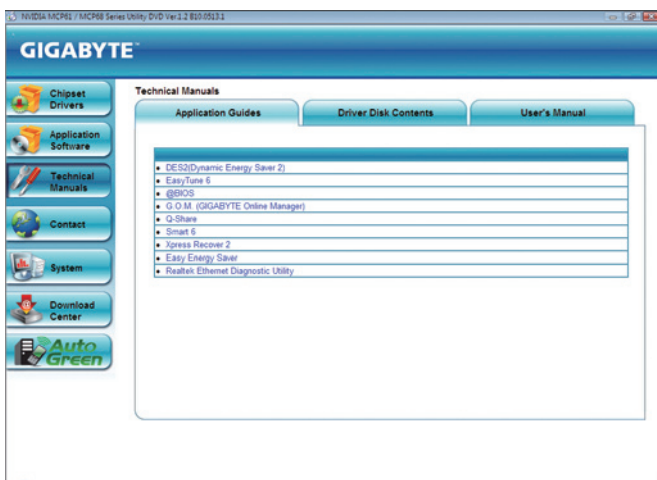 NVIDIA MCP61 / MCP68 Series Utility DVD Ver.1.2 B10.0513.1
GIGABYTE™
Chipset
Drivers
Application
Software
Technical
Manuals
Contact
System
Download
Center
Auto
Green
Technical Manuals
Application Guides
Driver Disk Contents
User's Manual
DES2(Dynamic Energy Saver 2)
EasyTune 6
@BIOS
G.O.M. (GIGABYTE Online Manager)
Q-Share
Smart 6
Xpress Recover 2
Easy Energy Saver
Realtek Ethernet Diagnostic Utility